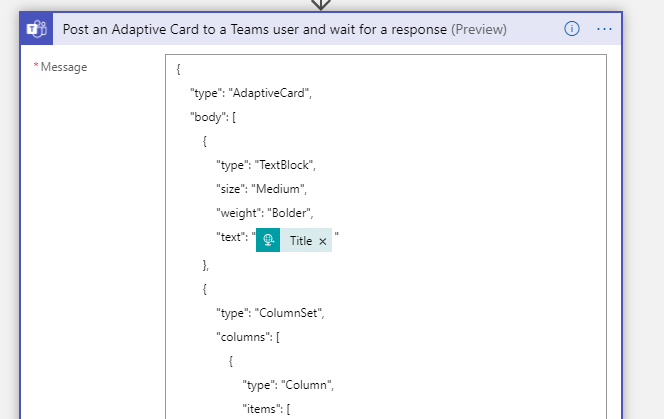 Post an Adaptive Card to a Teams user and wait for a response (Preview)
* Message
{
"type": "AdaptiveCard",
"body": [
{
"type": "TextBlock",
"size": "Medium",
"weight": "Bolder",
"text": " Title × "
},
{
"type": "ColumnSet",
"columns": [
{
"type": "Column",
"items": [